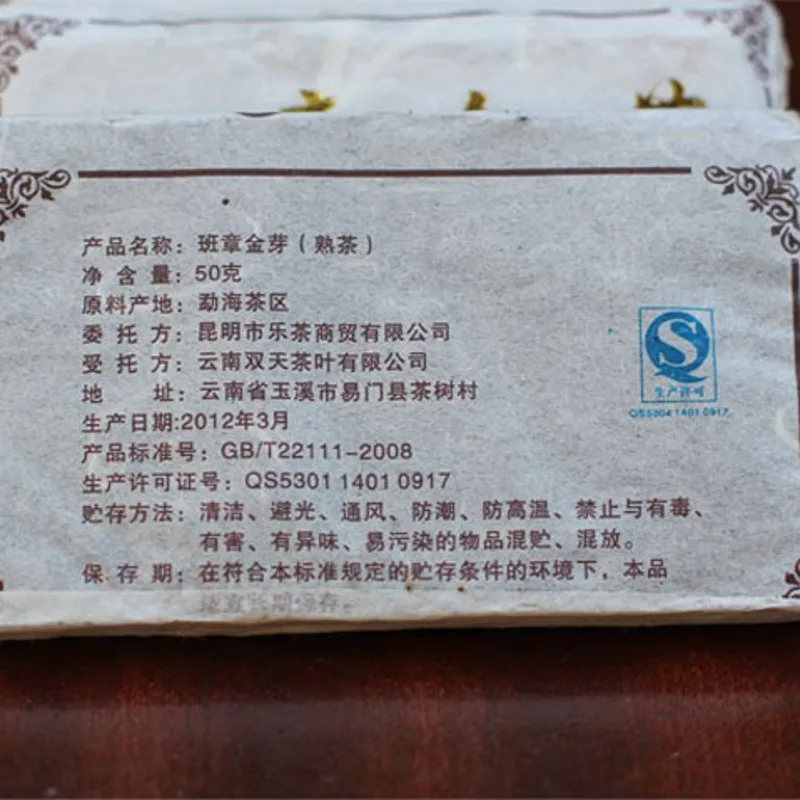 产品名称：班章金芽（熟茶）
净 含 量：50克
原料产地：勐海茶区
委 托 方：昆明市乐茶商贸有限公司
受 托 方：云南双天茶叶有限公司
地 址：云南省玉溪市易门县茶树村
生产日期:2012年3月
产品标准号：GB/T22111-2008
生产许可证号：QS5301 1401 0917
贮存方法：清洁、避光、通风、防潮、防高温、禁止与有毒、
有害、有异味、易污染的物品混贮、混放。
保 存 期：在符合本标准规定的贮存条件的环境下，本品
长期保存。
生产许可
QS5304 1401 0917